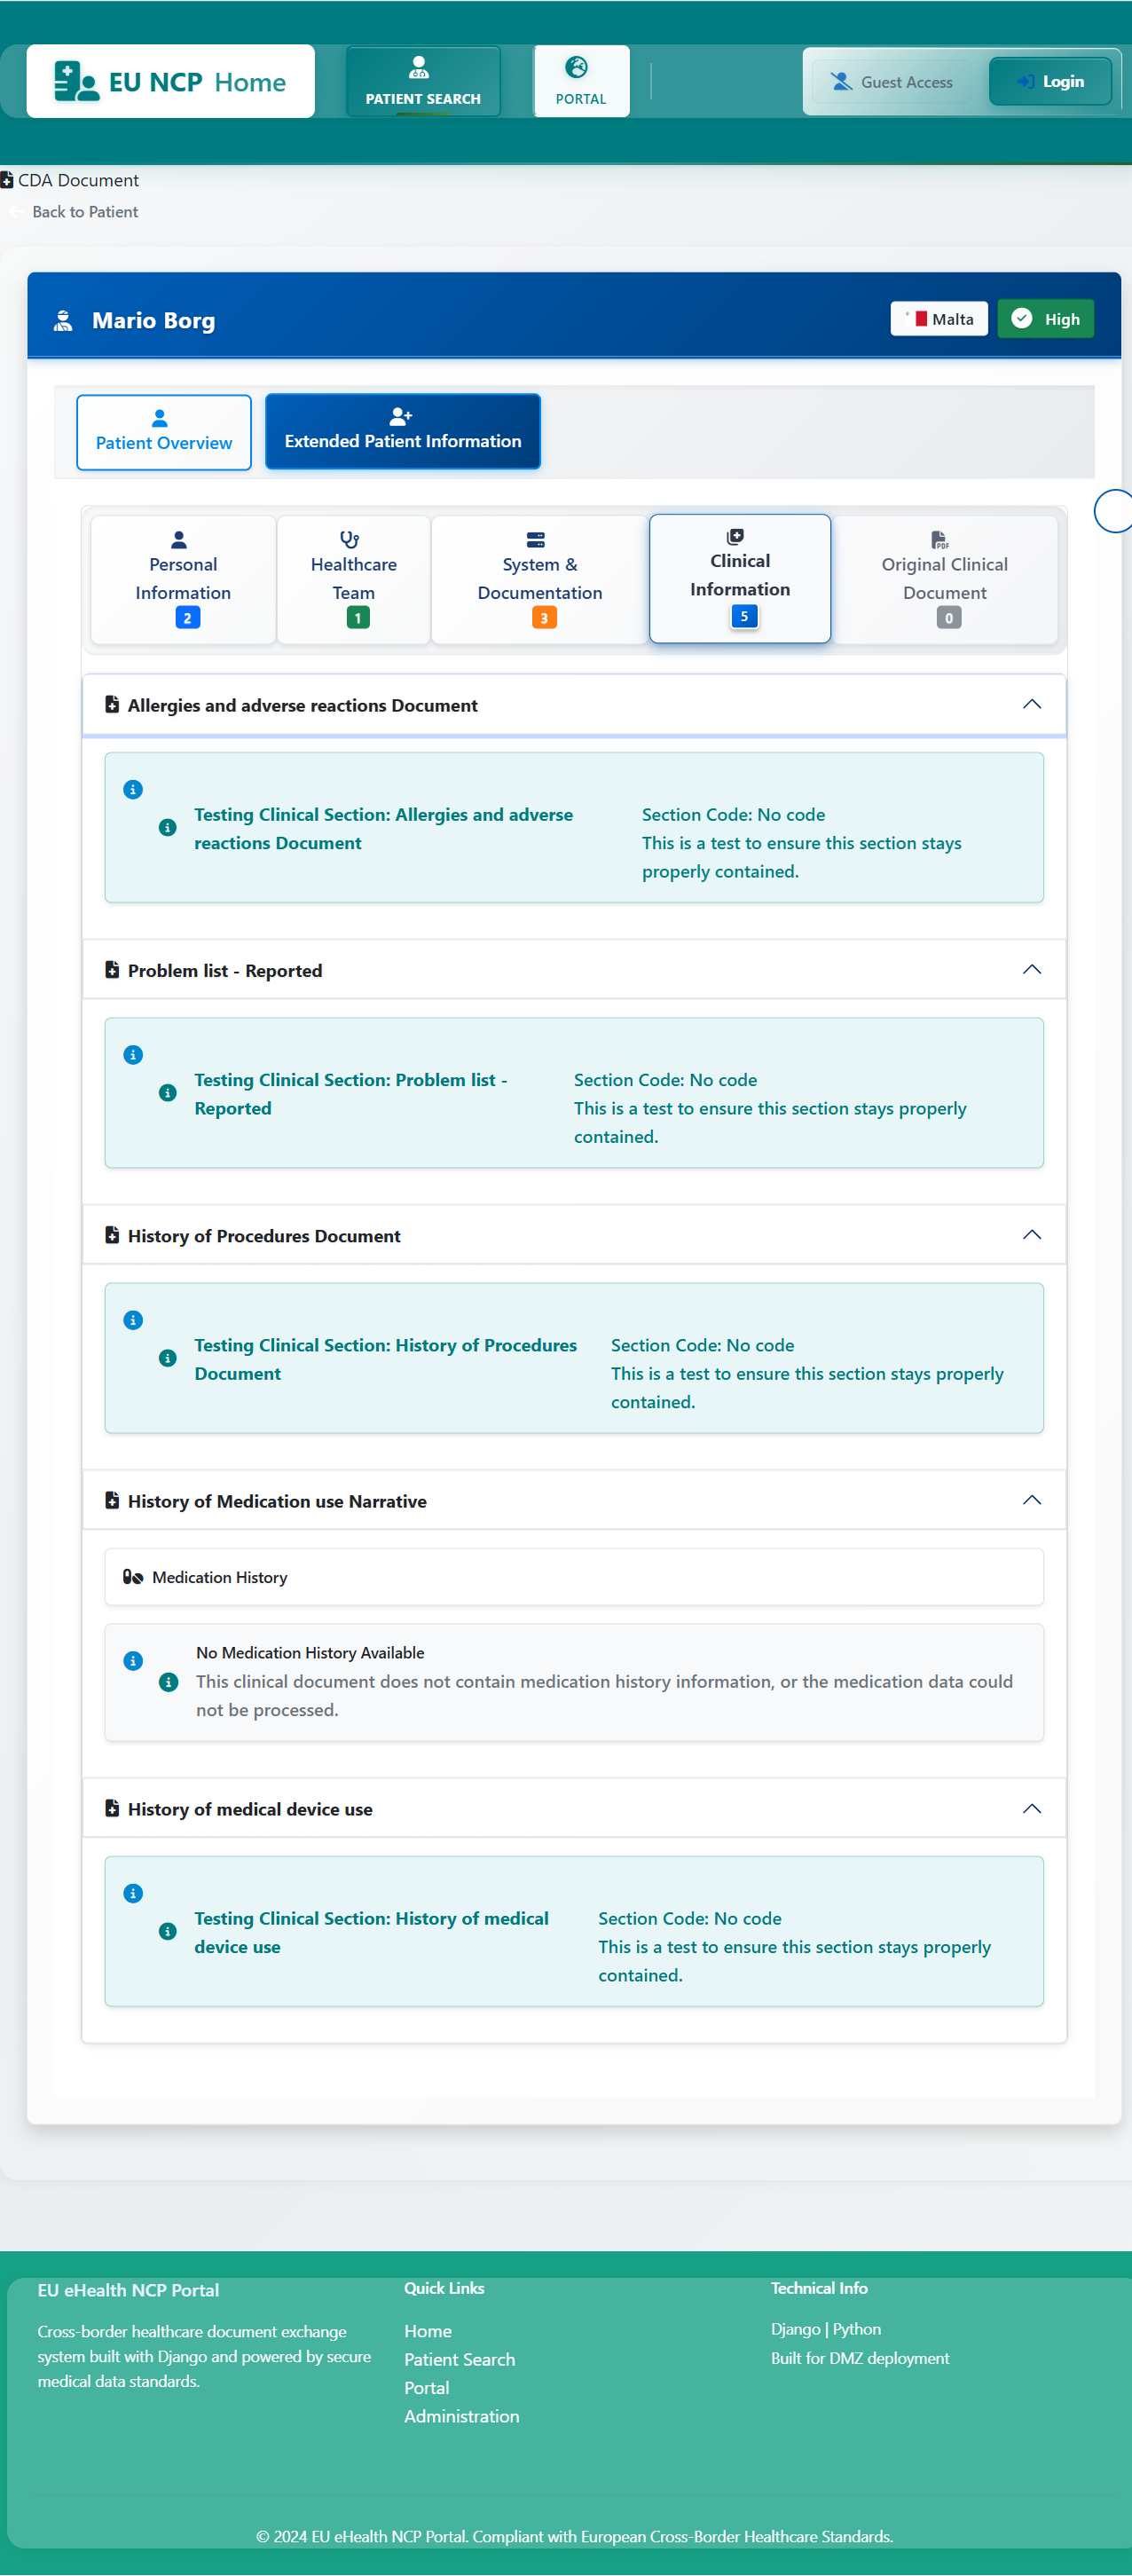 EU NCP Home
PATIENT SEARCH
PORTAL
Guest Access
Login
CDA Document
Back to Patient
Mario Borg
Malta
High
Patient Overview
Extended Patient Information
Personal
Information
2
Healthcare
Team
1
System &
Documentation
3
Clinical
Information
5
PDF
Original Clinical
Document
0
Allergies and adverse reactions Document
Testing Clinical Section: Allergies and adverse
reactions Document
Section Code: No code
This is a test to ensure this section stays
properly contained.
Problem list - Reported
Testing Clinical Section: Problem list -
Reported
Section Code: No code
This is a test to ensure this section stays properly
contained.
History of Procedures Document
Testing Clinical Section: History of Procedures
Document
Section Code: No code
This is a test to ensure this section stays properly
contained.
History of Medication use Narrative
Medication History
No Medication History Available
This clinical document does not contain medication history information, or the medication data could
not be processed.
History of medical device use
Testing Clinical Section: History of medical
device use
Section Code: No code
This is a test to ensure this section stays properly
contained.
EU eHealth NCP Portal
Cross-border healthcare document exchange
system built with Django and powered by secure
medical data standards.
Quick Links
Home
Patient Search
Portal
Administration
Technical Info
Django | Python
Built for DMZ deployment
© 2024 EU eHealth NCP Portal. Compliant with European Cross-Border Healthcare Standards.